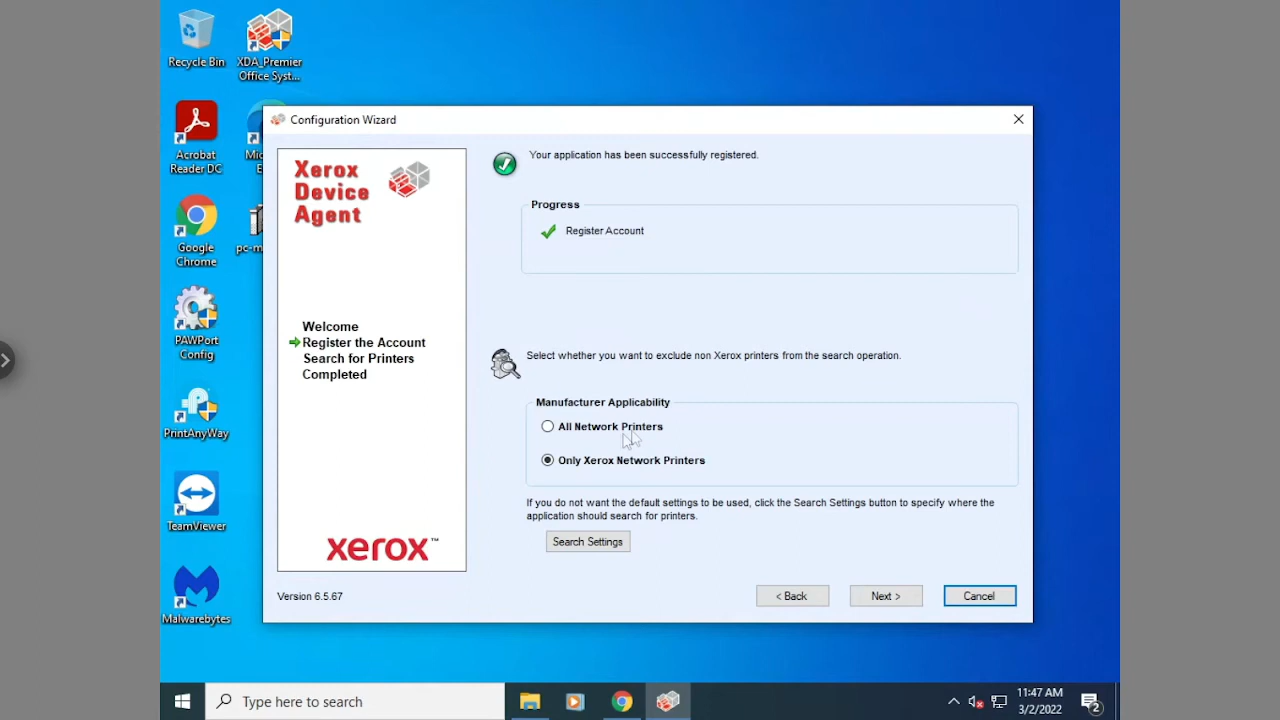 Recycle Bin
XDA_Premier
Office Syst...
Acrobat
Reader DC
Google
Chrome
PAWPort
Config
PrintAnyWay
TeamViewer
Malwarebytes
Configuration Wizard
Xerox
Device
Agent
Welcome
Register the Account
Search for Printers
Completed
xerox™
Version 6.5.67
Your application has been successfully registered.
Progress
Register Account
Select whether you want to exclude non Xerox printers from the search operation.
Manufacturer Applicability
All Network Printers
Only Xerox Network Printers
If you do not want the default settings to be used, click the Search Settings button to specify where the
application should search for printers.
Search Settings
< Back
Next >
Cancel
Type here to search
11:47 AM
3/2/2022
2